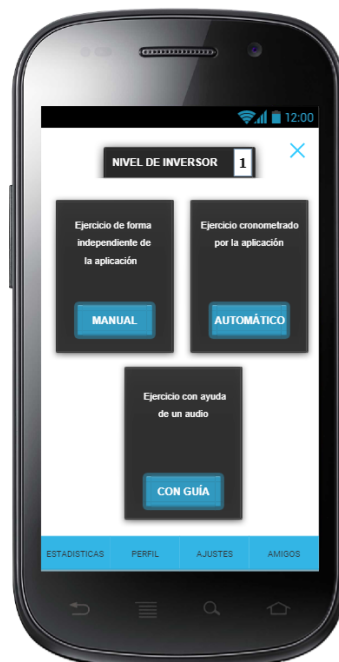 12:00
NIVEL DE INVERSOR 1
Ejercicio de forma
independiente de
la aplicación
MANUAL
Ejercicio cronometrado
por la aplicación
AUTOMÁTICO
Ejercicio con ayuda
de un audio
CON GUÍA
ESTADISTICAS PERFIL AJUSTES AMIGOS